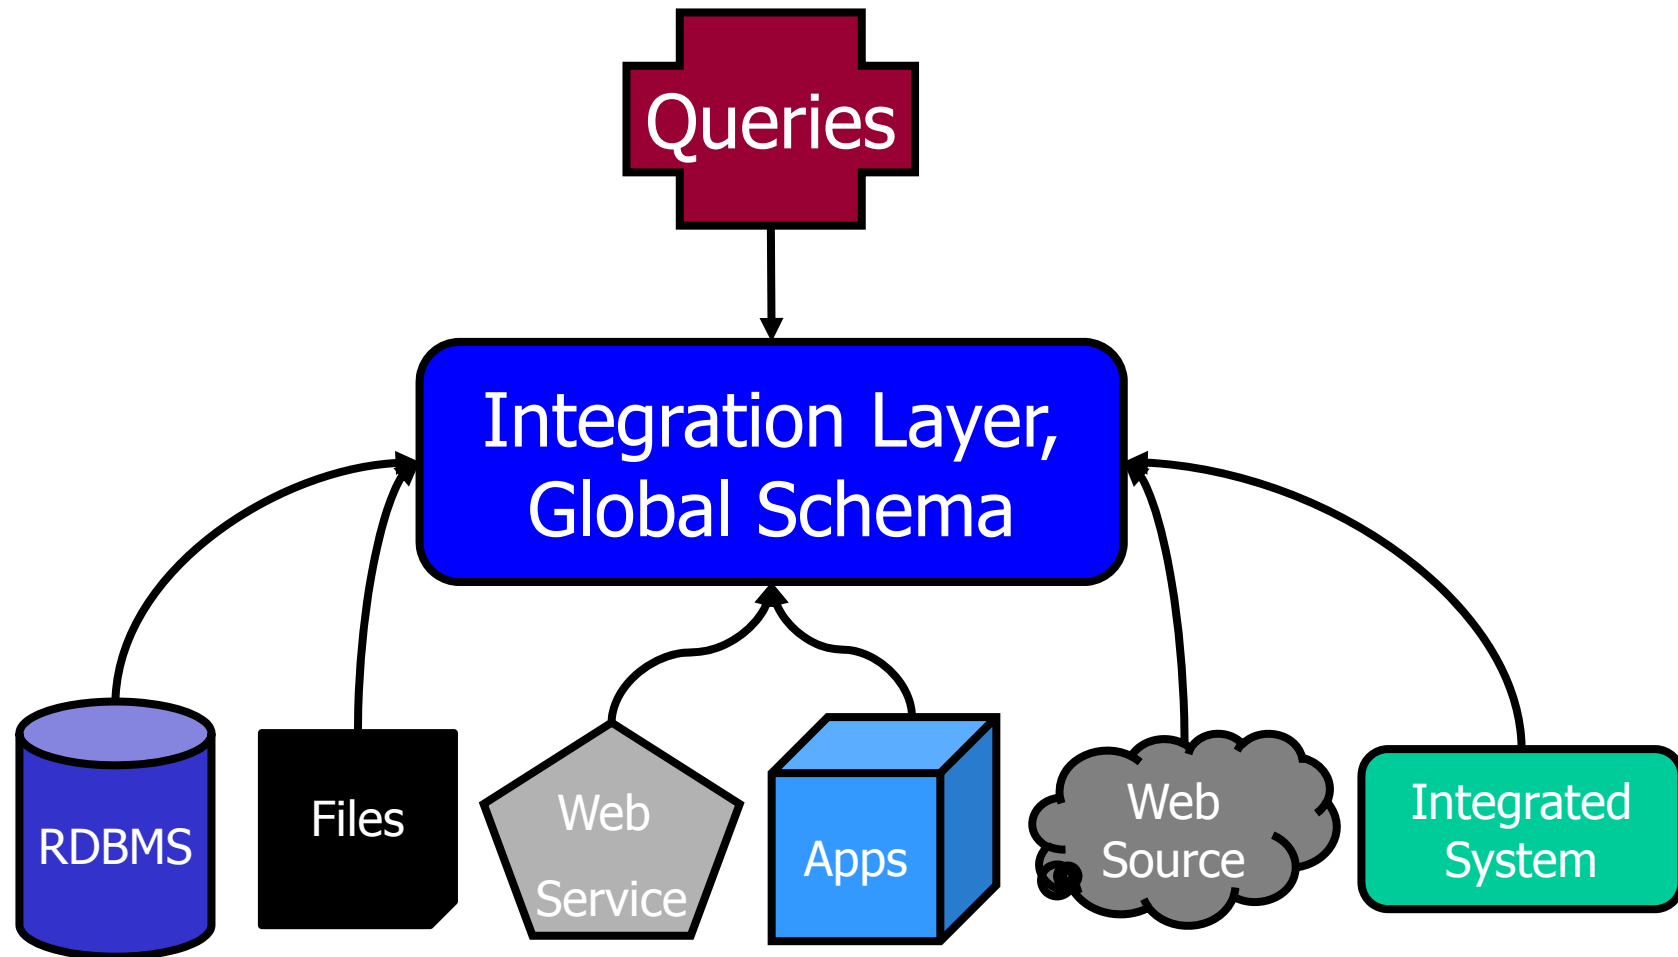 Queries
Integration Layer,
Global Schema
RDBMS
Files
Web
Service
Apps
Web
Source
Integrated
System